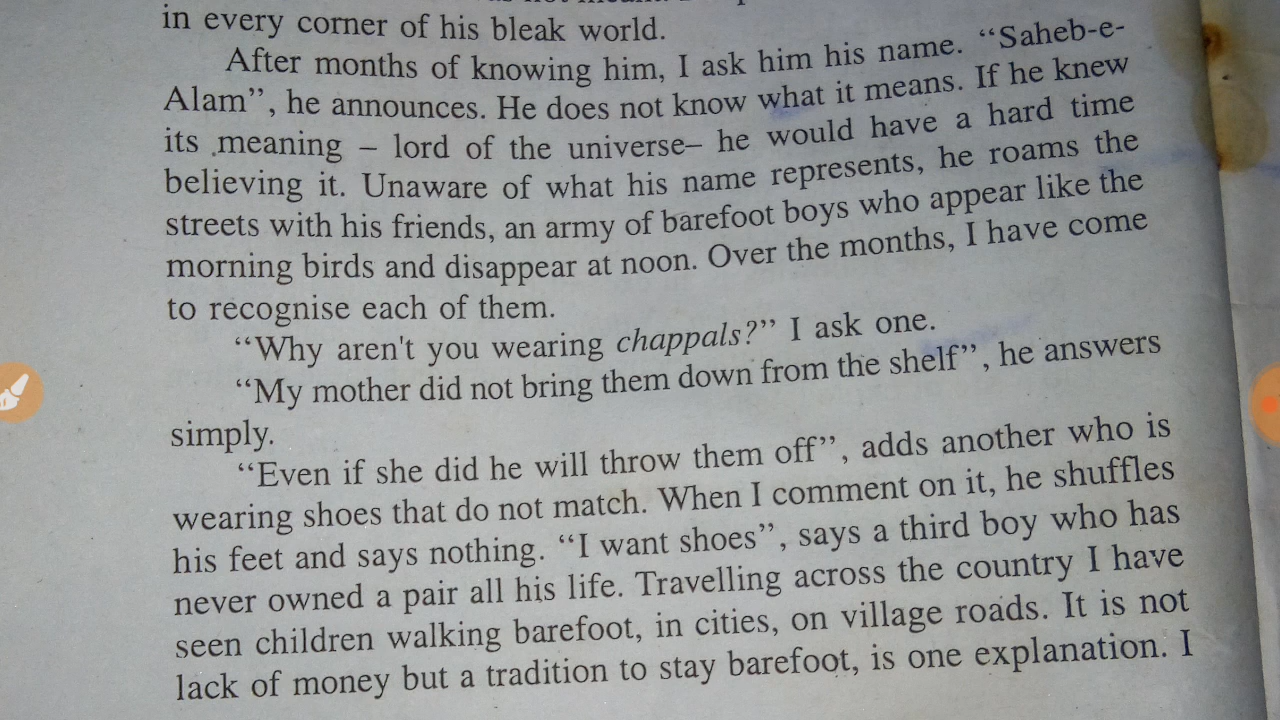 in every corner of his bleak world.
After months of knowing him, I ask him his name. “Saheb-e-
Alam”, he announces. He does not know what it means. If he knew
its meaning – lord of the universe– he would have a hard time
believing it. Unaware of what his name represents, he roams the
streets with his friends, an army of barefoot boys who appear like the
morning birds and disappear at noon. Over the months, I have come
to recognise each of them.
“Why aren't you wearing chappals?” I ask one.
“My mother did not bring them down from the shelf”, he answers
simply.
“Even if she did he will throw them off”, adds another who is
wearing shoes that do not match. When I comment on it, he shuffles
his feet and says nothing. “I want shoes”, says a third boy who has
never owned a pair all his life. Travelling across the country I have
seen children walking barefoot, in cities, on village roads. It is not
lack of money but a tradition to stay barefoot, is one explanation. I